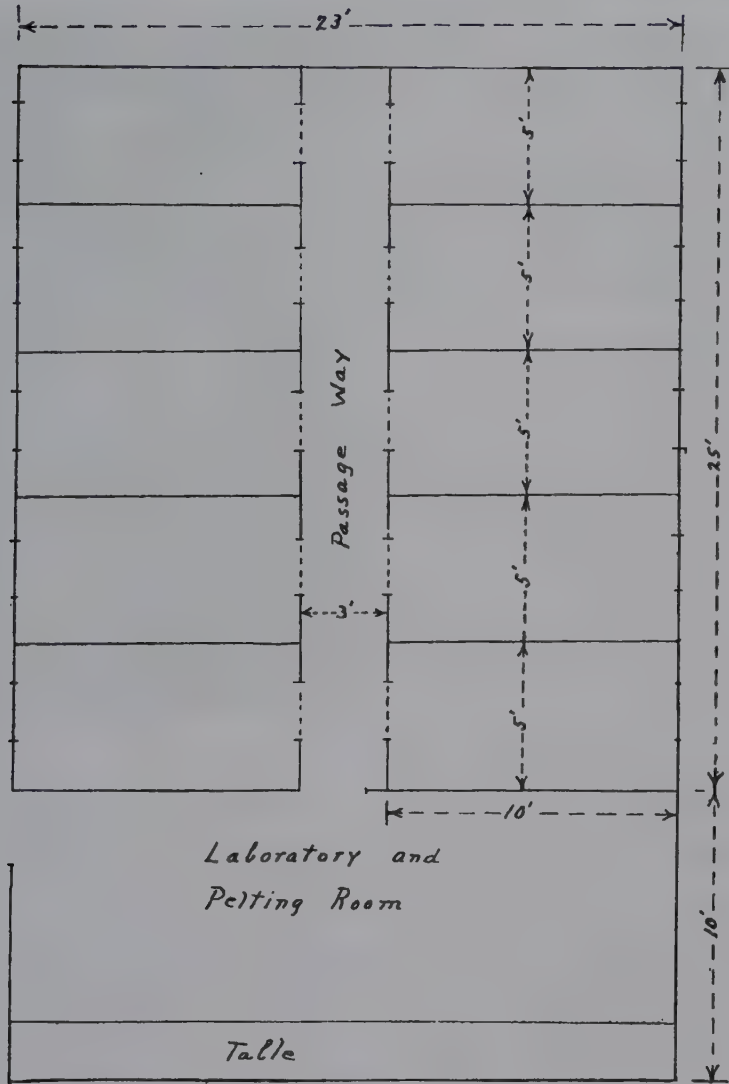 23'
5'
5'
Passage Way
5'
25'
5'
3'
5'
10'
Laboratory and
Pelting Room
10'
Talle